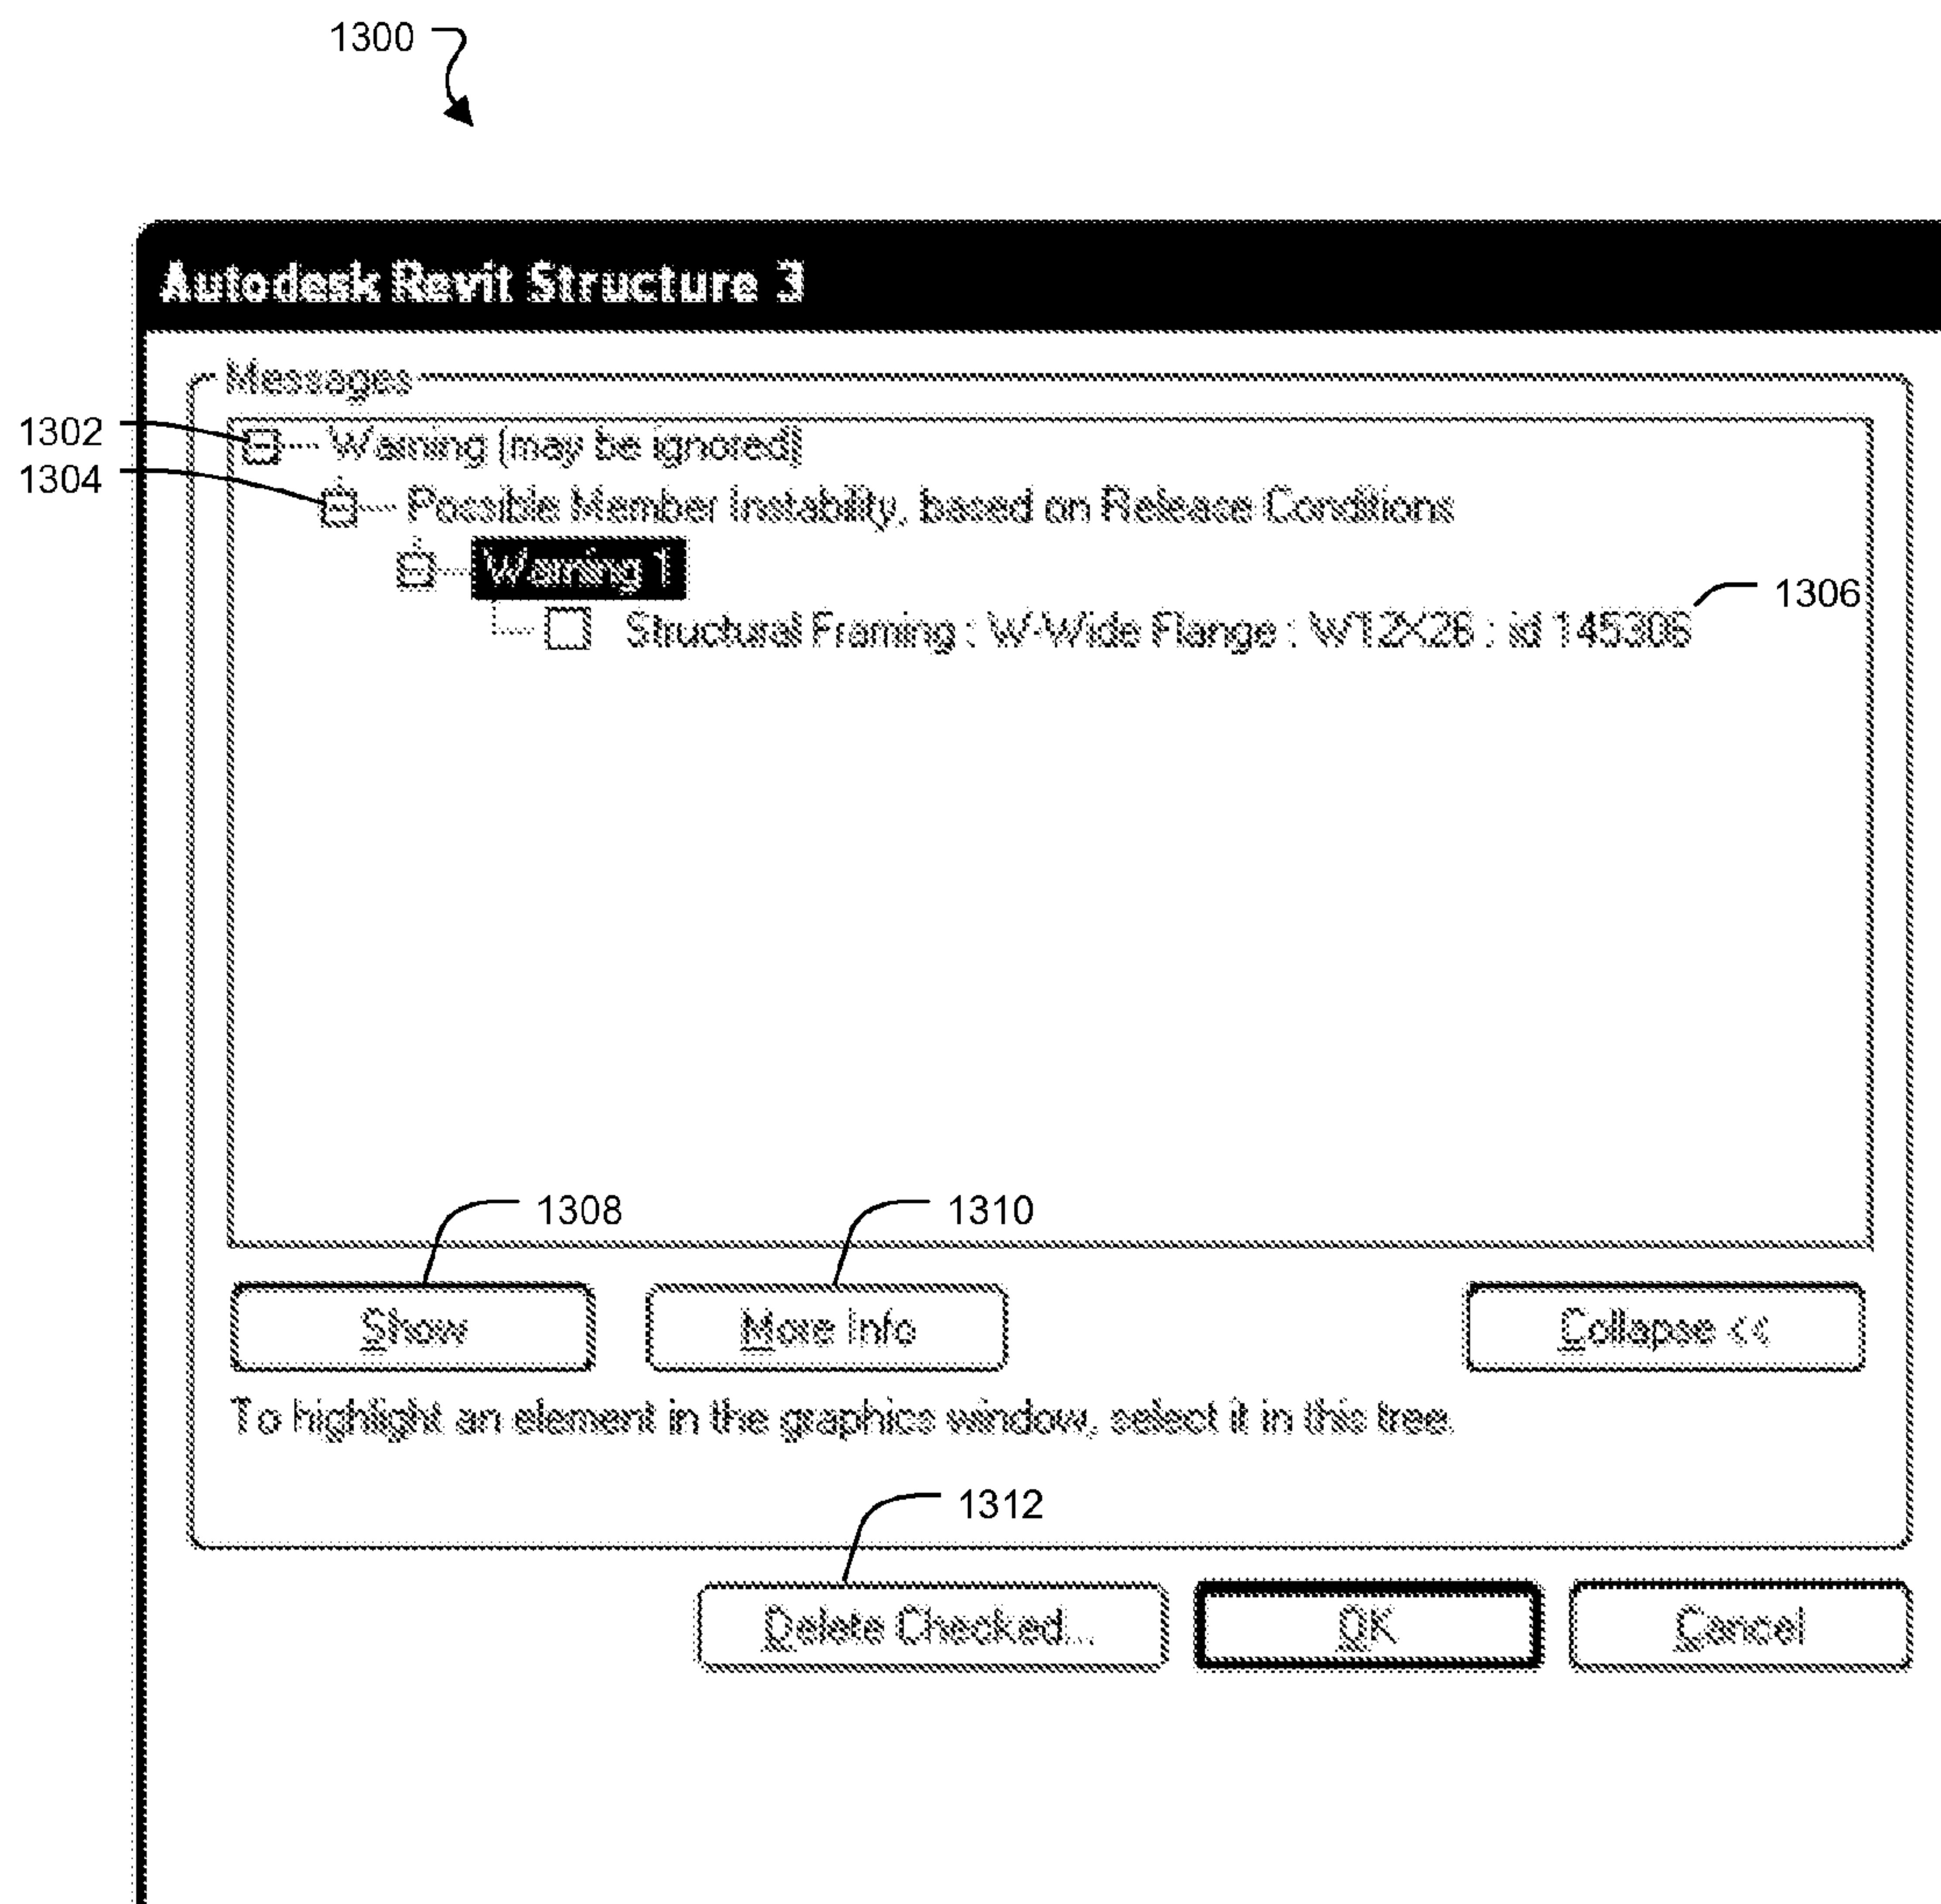 1300
Autodesk Revit Structure 3
Messages
1302
Warning (may be ignored)
1304
Possible Member Instability, based on Release Conditions
Warning 1
1306
Structural Framing : W-Wide Flange : W12X26 : id 145306
1308
1310
Show
More Info
Collapse <<
To highlight an element in the graphics window, select it in this tree.
1312
Delete Checked...
OK
Cancel